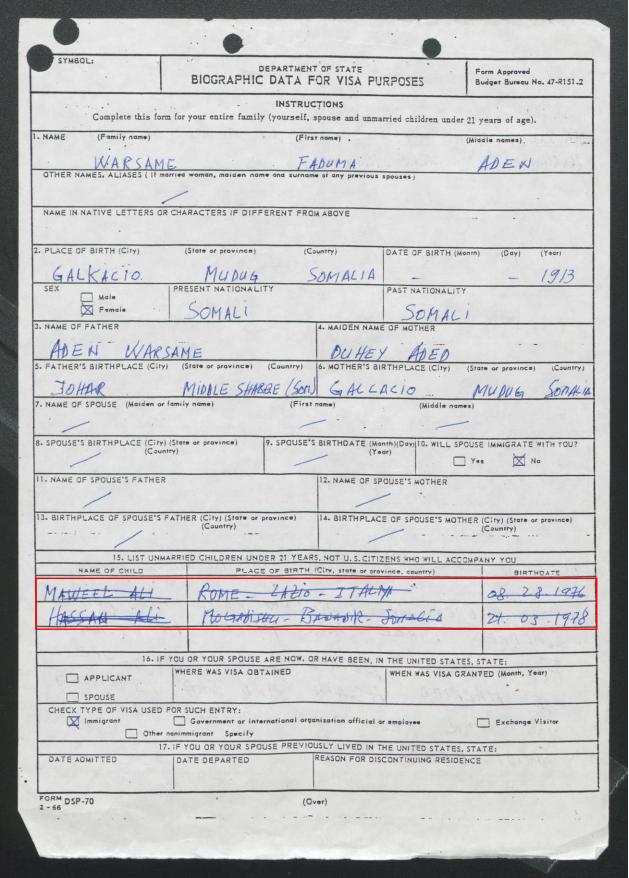 SYMBOL:
DEPARTMENT OF STATE
BIOGRAPHIC DATA FOR VISA PURPOSES
Form Approved
Budget Bureau No. 47-R151.2
INSTRUCTIONS
Complete this form for your entire family (yourself, spouse and unmarried children under 21 years of age).
1. NAME (Family name) (First name) (Middle names)
WARSAME FADUMA ADEN
OTHER NAMES, ALIASES (If married woman, maiden name and surname of any previous spouses)
NAME IN NATIVE LETTERS OR CHARACTERS IF DIFFERENT FROM ABOVE
2. PLACE OF BIRTH (City) (State or province) (Country) DATE OF BIRTH (Month) (Day) (Year)
GALKACIO MUDUG SOMALIA - - 1913
SEX PRESENT NATIONALITY PAST NATIONALITY
Male
Female SOMALI SOMALI
3. NAME OF FATHER 4. MAIDEN NAME OF MOTHER
ADEN WARSAME DUHEY ADED
5. FATHER'S BIRTHPLACE (City) (State or province) (Country) 6. MOTHER'S BIRTHPLACE (City) (State or province) (Country)
JOHAR MIDDLE GALLACIO MUDUG SOMALIA
7. NAME OF SPOUSE (Maiden or family name) (First name) (Middle names)
8. SPOUSE'S BIRTHPLACE (City) (State or province) (Country) 9. SPOUSE'S BIRTHDATE (Month)(Day) (Year) 10. WILL SPOUSE IMMIGRATE WITH YOU?
Yes No
11. NAME OF SPOUSE'S FATHER 12. NAME OF SPOUSE'S MOTHER
13. BIRTHPLACE OF SPOUSE'S FATHER (City) (State or province) (Country) 14. BIRTHPLACE OF SPOUSE'S MOTHER (City) (State or province) (Country)
15. LIST UNMARRIED CHILDREN UNDER 21 YEARS, NOT U.S. CITIZENS WHO WILL ACCOMPANY YOU
NAME OF CHILD PLACE OF BIRTH (City, state or province, country) BIRTHDATE
MAWEEL ALI ROME - LAZIO - 08 28 1976
HASSAN ALI 21. 03. 1978
16. IF YOU OR YOUR SPOUSE ARE NOW, OR HAVE BEEN, IN THE UNITED STATES, STATE:
APPLICANT WHERE WAS VISA OBTAINED WHEN WAS VISA GRANTED (Month, Year)
SPOUSE
CHECK TYPE OF VISA USED FOR SUCH ENTRY:
Immigrant Government or international organization official or employee Exchange Visitor
Other nonimmigrant Specify
17. IF YOU OR YOUR SPOUSE PREVIOUSLY LIVED IN THE UNITED STATES, STATE:
DATE ADMITTED DATE DEPARTED REASON FOR DISCONTINUING RESIDENCE
FORM DSP-70 (Over)
2 - 66